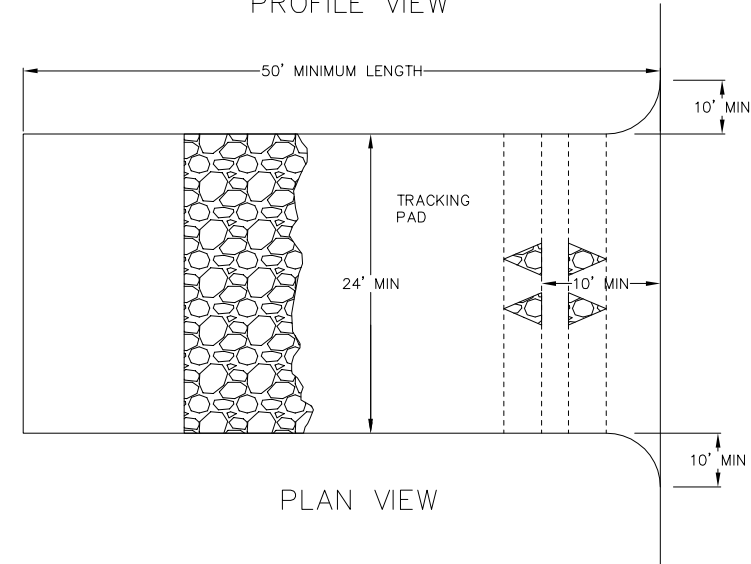 PROFILE VIEW
50' MINIMUM LENGTH
10' MIN
TRACKING
PAD
24' MIN
10' MIN
10' MIN
PLAN VIEW